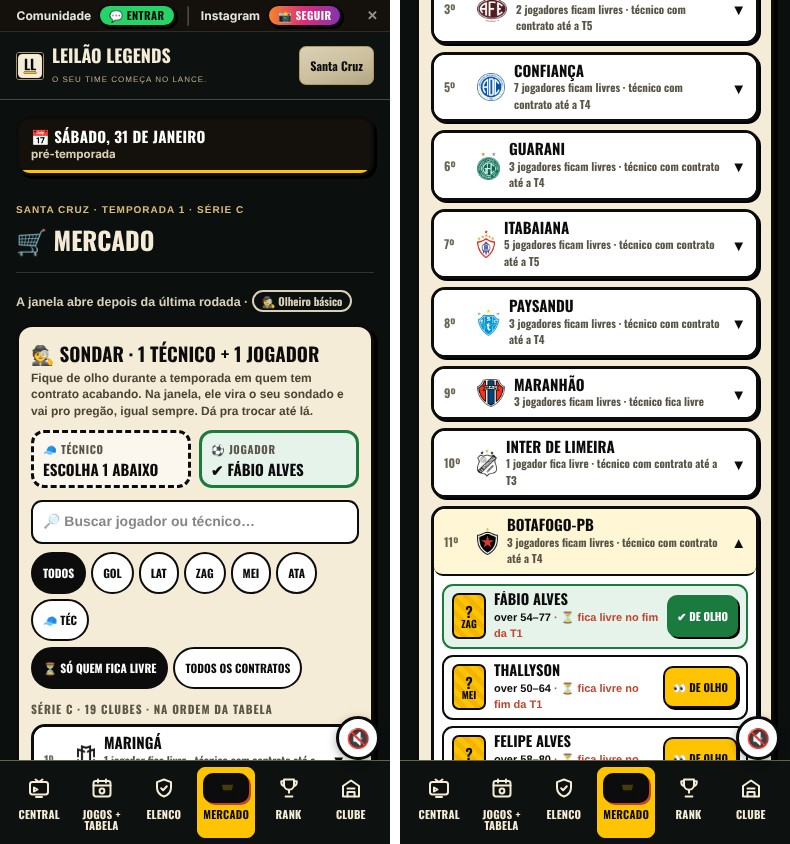 Comunidade 💬 ENTRAR Instagram 📸 SEGUIR ✕
LL LEILÃO LEGENDS
O SEU TIME COMEÇA NO LANCE.
Santa Cruz
📅 SÁBADO, 31 DE JANEIRO
pré-temporada
SANTA CRUZ · TEMPORADA 1 · SÉRIE C
🛒 MERCADO
A janela abre depois da última rodada · 🕵️ Olheiro básico
🕵️ SONDAR · 1 TÉCNICO + 1 JOGADOR
Fique de olho durante a temporada em quem tem
contrato acabando. Na janela, ele vira o seu sondado e
vai pro pregão, igual sempre. Dá pra trocar até lá.
🧢 TÉCNICO
ESCOLHA 1 ABAIXO
⚽ JOGADOR
✔ FÁBIO ALVES
🔎 Buscar jogador ou técnico…
TODOS GOL LAT ZAG MEI ATA
🧢 TÉC
⏳ SÓ QUEM FICA LIVRE TODOS OS CONTRATOS
SÉRIE C · 19 CLUBES · NA ORDEM DA TABELA
MARINGÁ
CENTRAL JOGOS + TABELA ELENCO MERCADO RANK CLUBE
3º
2 jogadores ficam livres · técnico com
contrato até a T5
5º CONFIANÇA ▼
7 jogadores ficam livres · técnico com
contrato até a T4
6º GUARANI ▼
3 jogadores ficam livres · técnico com contrato
até a T4
7º ITABAIANA ▼
5 jogadores ficam livres · técnico com contrato
até a T5
8º PAYSANDU ▼
3 jogadores ficam livres · técnico com contrato
até a T4
9º MARANHÃO ▼
3 jogadores ficam livres · técnico fica livre
10º INTER DE LIMEIRA ▼
1 jogador fica livre · técnico com contrato até a
T3
11º BOTAFOGO-PB ▲
3 jogadores ficam livres · técnico com contrato
até a T4
? ZAG
FÁBIO ALVES
over 54–77 · ⏳ fica livre no fim
da T1
✔ DE OLHO
? MEI
THALLYSON
over 50–64 · ⏳ fica livre no
fim da T1
👀 DE OLHO
?
FELIPE ALVES
over 58–80 · ⏳ fica livre no
👀 DE OLHO
CENTRAL JOGOS + TABELA ELENCO MERCADO RANK CLUBE